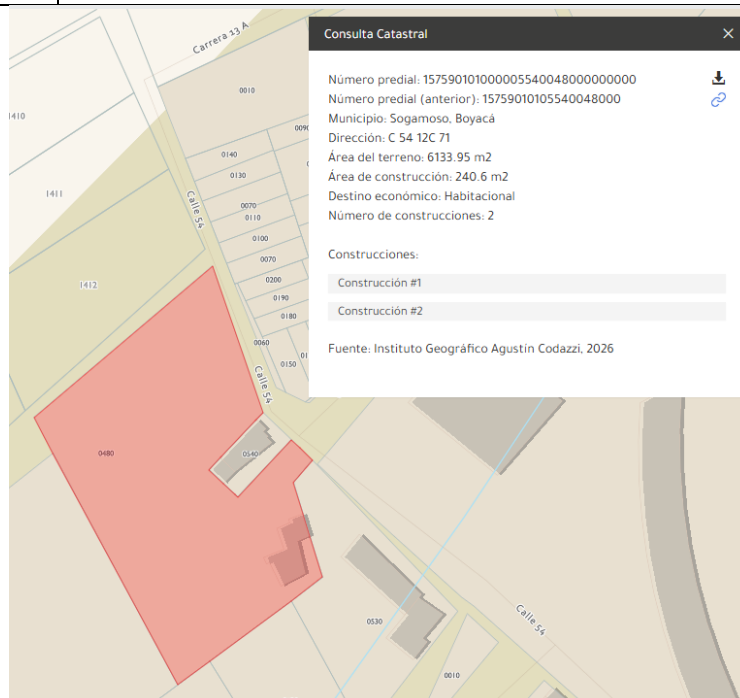 Consulta Catastral
Número predial: 157590101000005540048000000000
Número predial (anterior): 15759010105540048000
Municipio: Sogamoso, Boyacá
Dirección: C 54 12C 71
Área del terreno: 6133.95 m2
Área de construcción: 240.6 m2
Destino económico: Habitacional
Número de construcciones: 2
Construcciones:
Construcción #1
Construcción #2
Fuente: Instituto Geográfico Agustín Codazzi, 2026
Carrera 13 A
0010
1410
0090
0140
0130
1411
Calle 54
0070
0110
0100
0070
0200
1412
0190
0180
0060
0150
Calle 54
0480
0540
Calle 54
0530
0010